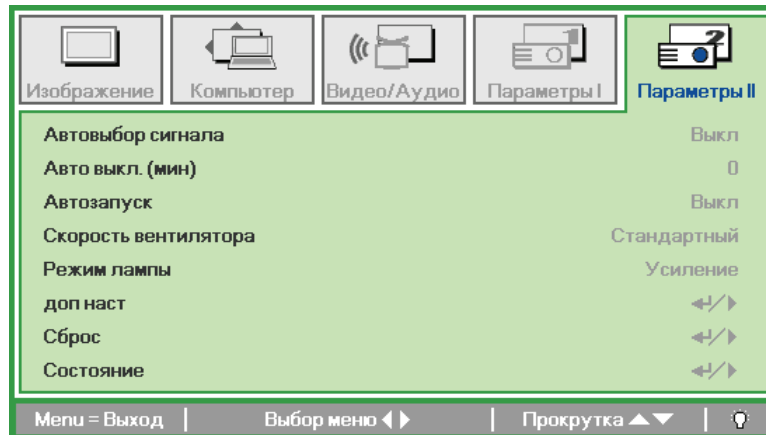 Изображение Компьютер Видео/Аудио Параметры I Параметры II
Автовыбор сигнала Выкл
Авто выкл. (мин) 0
Автозапуск Выкл
Скорость вентилятора Стандартный
Режим лампы Усиление
доп наст
Сброс
Состояние
Menu = Выход | Выбор меню | Прокрутка |